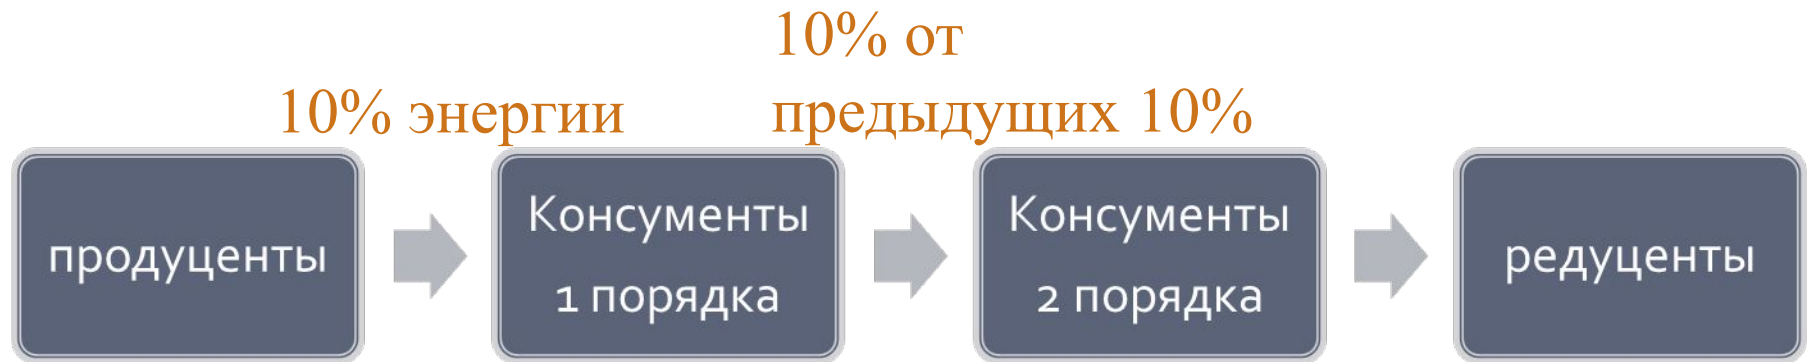 10% от
предыдущих 10%
10% энергии
продуценты
Консументы
1 порядка
Консументы
2 порядка
редуценты